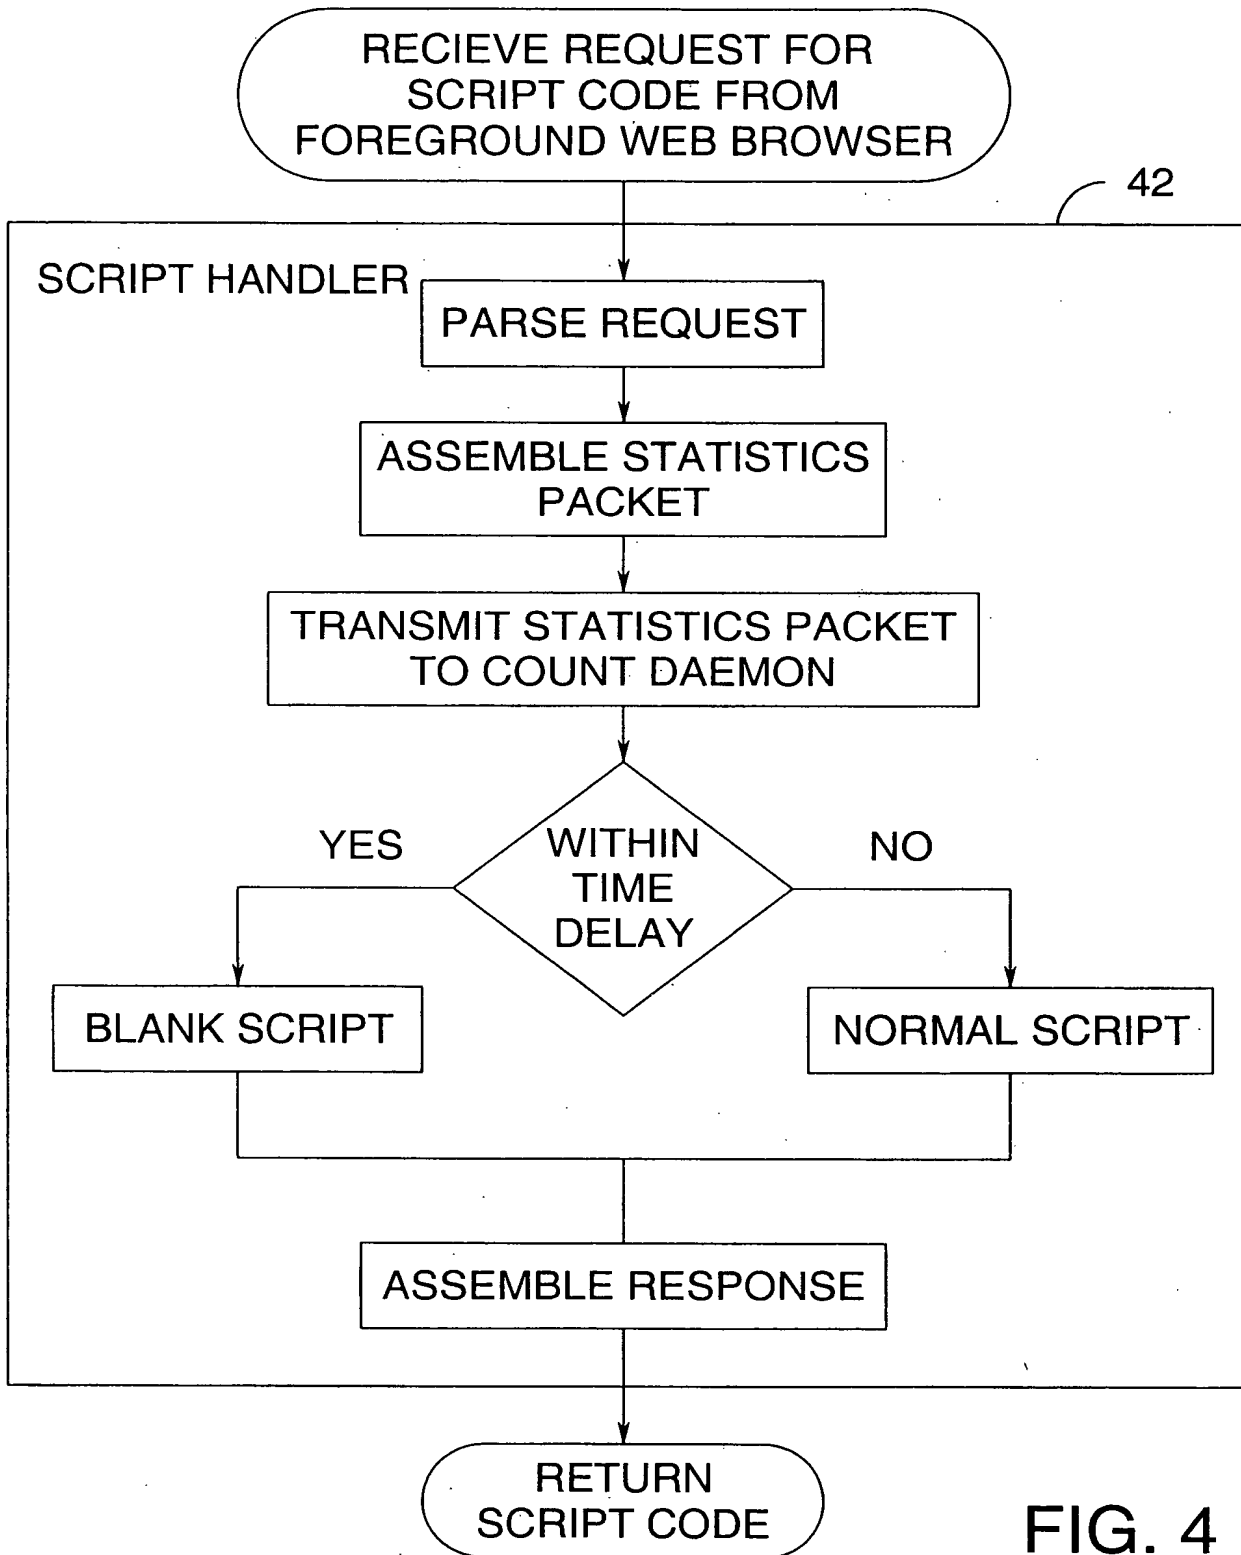 RECIEVE REQUEST FOR
SCRIPT CODE FROM
FOREGROUND WEB BROWSER
42
SCRIPT HANDLER
PARSE REQUEST
ASSEMBLE STATISTICS
PACKET
TRANSMIT STATISTICS PACKET
TO COUNT DAEMON
YES
WITHIN
TIME
DELAY
NO
BLANK SCRIPT
NORMAL SCRIPT
ASSEMBLE RESPONSE
RETURN
SCRIPT CODE
FIG. 4